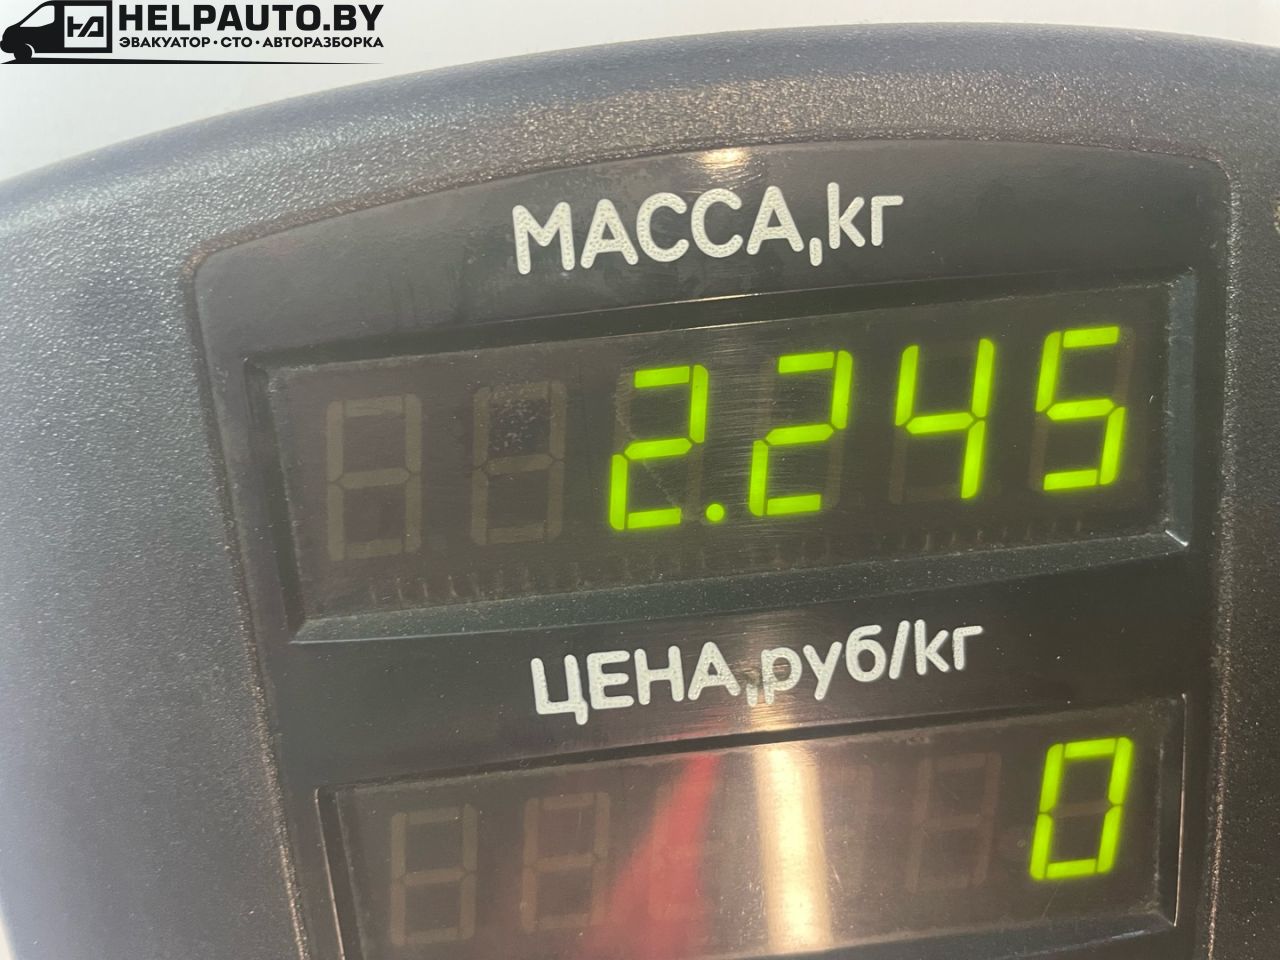 HELPAUTO.BY
ЭВАКУАТОР · СТО · АВТОРАЗБОРКА
МАССА,кг
2.245
ЦЕНА,руб/кг
0